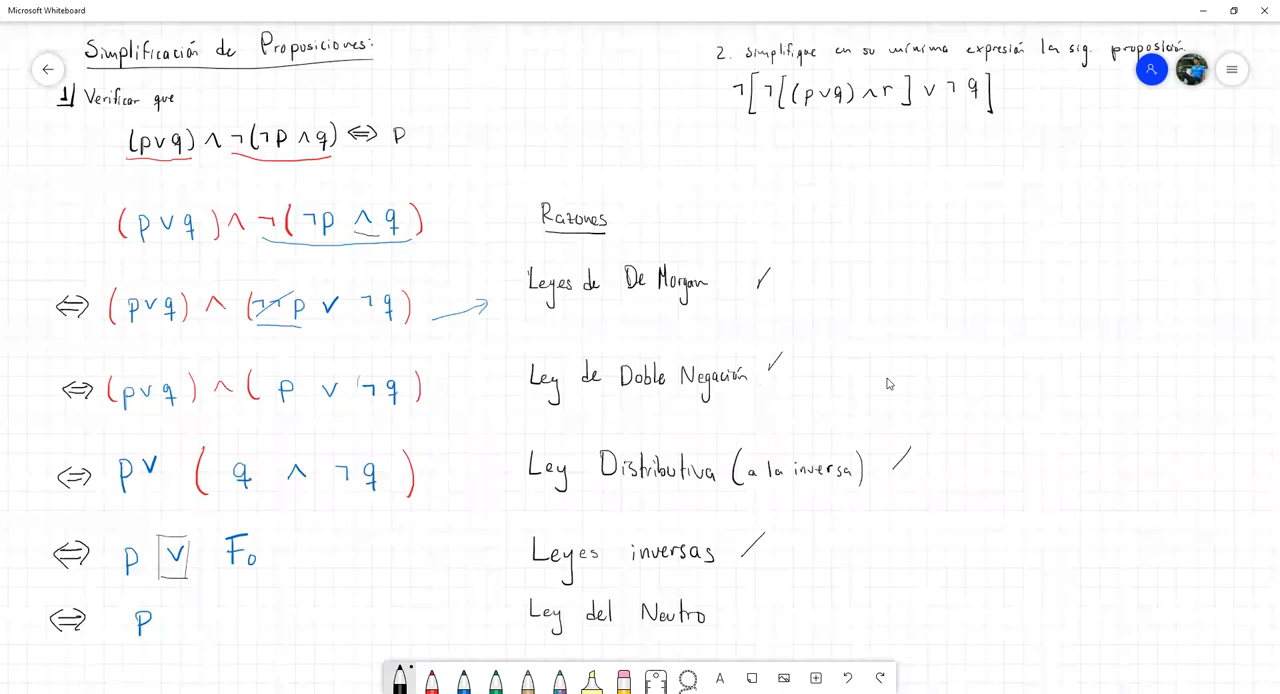 Microsoft Whiteboard
Simplificación de Proposiciones:
1) Verificar que
(p∨q) ∧ ¬(¬p ∧ q) ⇔ p
(p∨q) ∧ ¬(¬p ∧ q)
⇔ (p∨q) ∧ (¬¬p ∨ ¬q)
⇔ (p∨q) ∧ (p ∨ ¬q)
⇔ p∨ (q ∧ ¬q)
⇔ p ∨ F₀
⇔ p
Razones
Leyes de De Morgan
Ley de Doble Negación
Ley Distributiva (a la inversa)
Leyes inversas
Ley del Neutro
2. Simplifique en su mínima expresión la sig. proposición
¬[¬[(p∨q) ∧ r] ∨ ¬q]
A